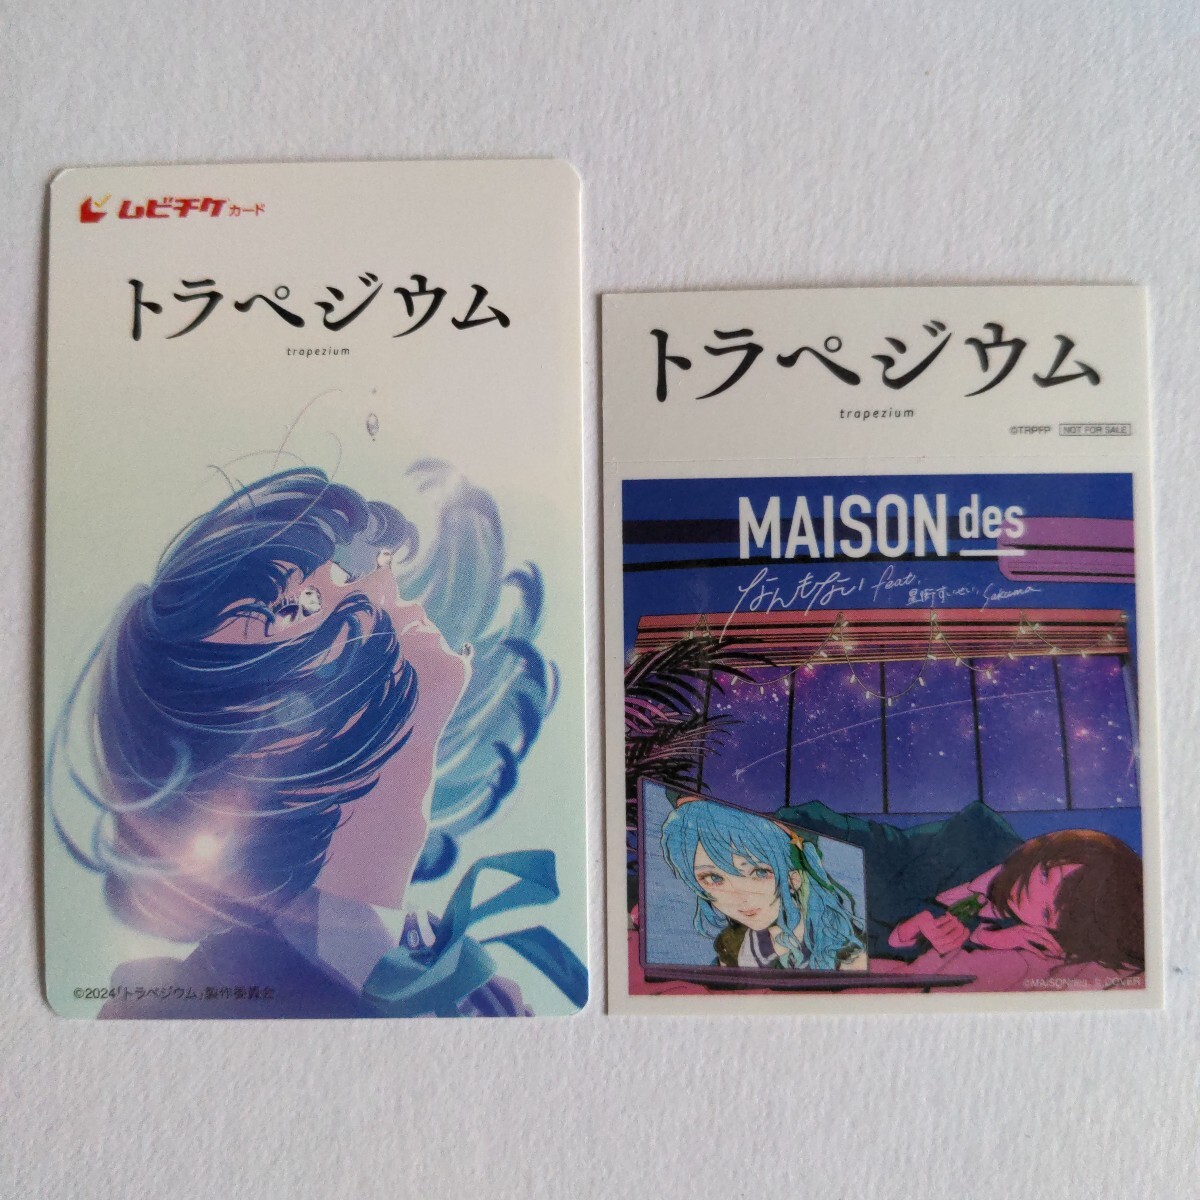 ムビチケカード
トラペジウム
trapezium
©2024「トラペジウム」製作委員会
トラペジウム
trapezium
©TRPFP NOT FOR SALE
MAISONdes
なんもない feat. 星街すいせい, Sakuma
©MAISONdes